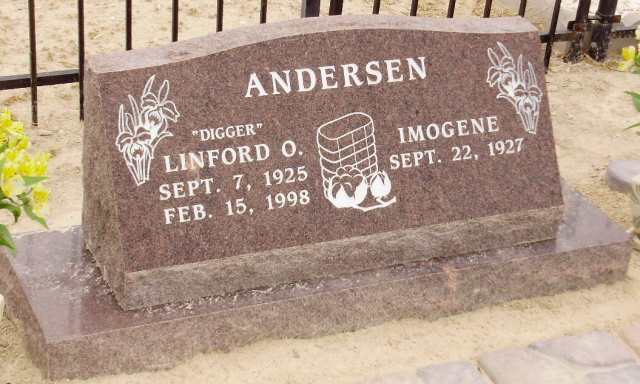 ANDERSEN
"DIGGER"
LINFORD O.
SEPT. 7, 1925
FEB. 15, 1998
IMOGENE
SEPT. 22, 1927